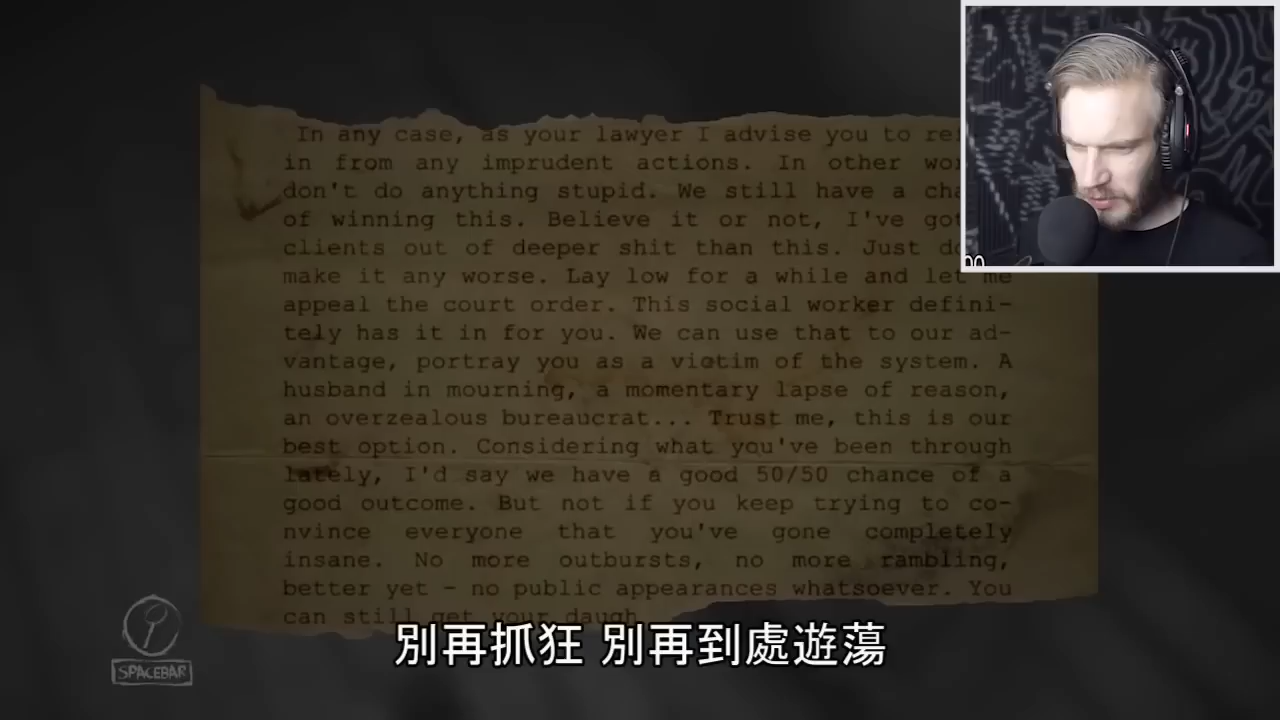 In any case, as your lawyer I advise you to
in from any imprudent actions. In other
don't do anything stupid. We still have a
of winning this. Believe it or not, I've
clients out of deeper shit than this. Just
make it any worse. Lay low for a while and let me
appeal the court order. This social worker defini-
tely has it in for you. We can use that to our ad-
vantage, portray you as a victim of the system. A
husband in mourning, a momentary lapse of reason,
an overzealous bureaucrat... Trust me, this is our
best option. Considering what you've been through
lately, I'd say we have a good 50/50 chance of a
good outcome. But not if you keep trying to co-
nvince everyone that you've gone completely
insane. No more outbursts, no more rambling,
better yet - no public appearances whatsoever. You
can still get your daugh
SPACEBAR
別再抓狂 別再到處遊蕩